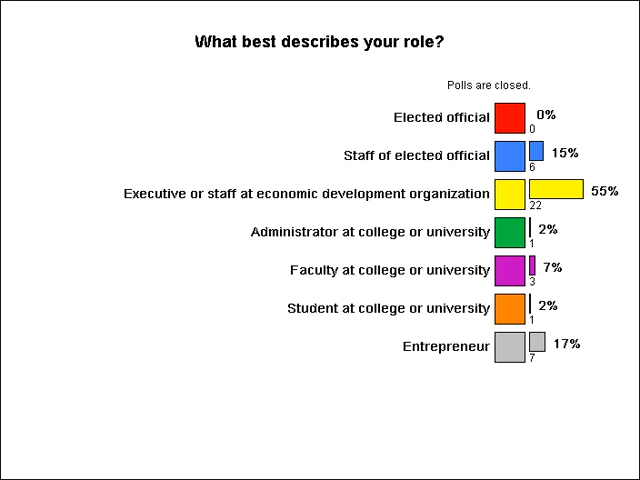 What best describes your role?
Polls are closed.
Elected official 0%
0
Staff of elected official 15%
6
Executive or staff at economic development organization 55%
22
Administrator at college or university 2%
1
Faculty at college or university 7%
3
Student at college or university 2%
1
Entrepreneur 17%
7